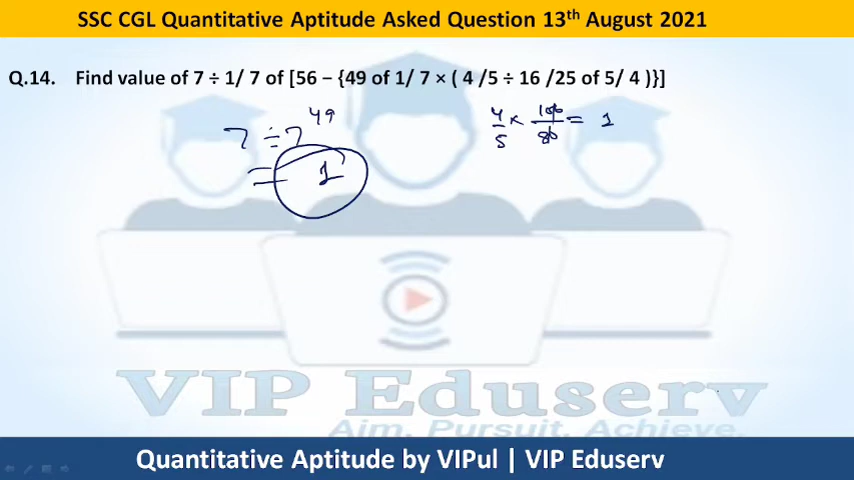 SSC CGL Quantitative Aptitude Asked Question 13th August 2021
Q.14. Find value of 7 ÷ 1/ 7 of [56 – {49 of 1/ 7 × ( 4 /5 ÷ 16 /25 of 5/ 4 )}]
49
7 ÷ 7
= 1
4/5 × 100/80 = 1
VIP Eduserv
Aim. Pursuit. Achieve.
Quantitative Aptitude by VIPul | VIP Eduserv